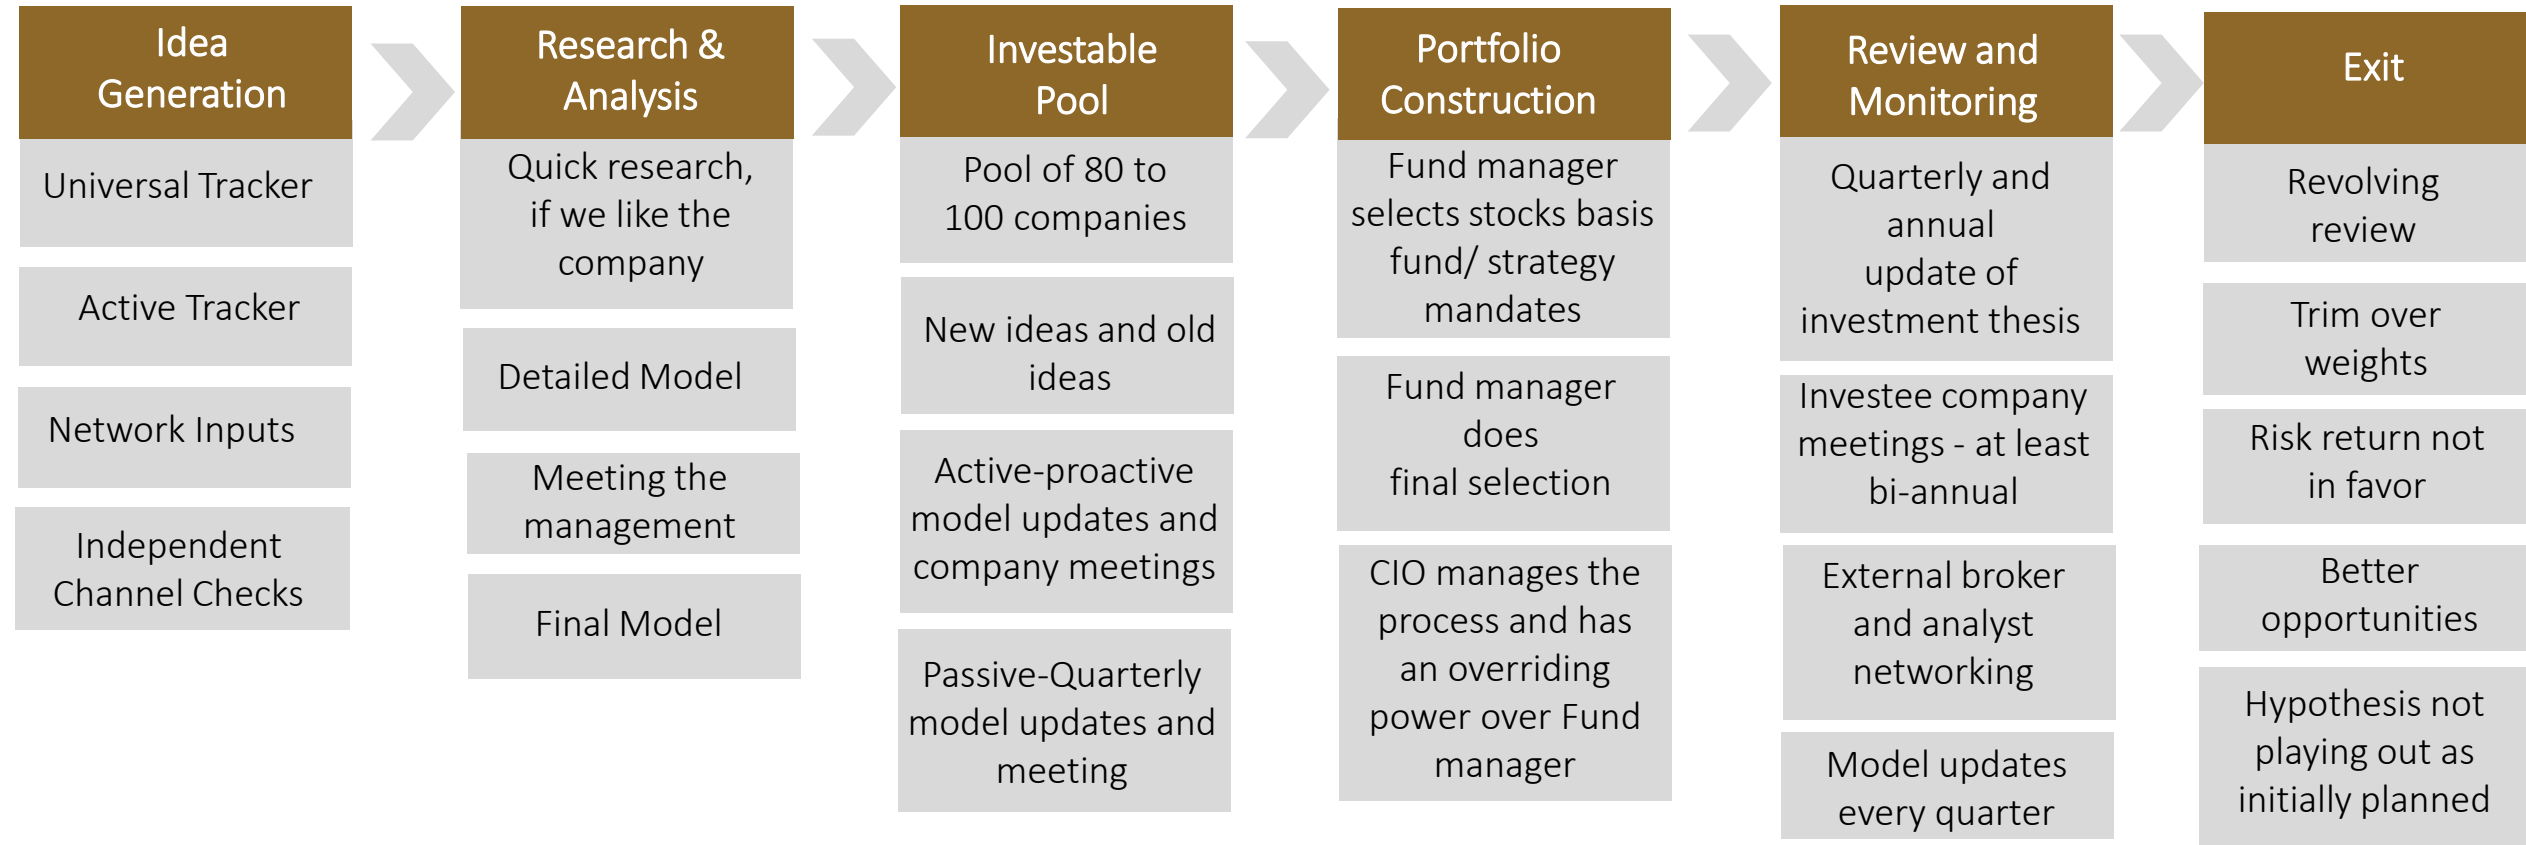 Idea
Generation
Universal Tracker
Active Tracker
Network Inputs
Independent
Channel Checks
Research &
Analysis
Quick research,
if we like the
company
Detailed Model
Meeting the
management
Final Model
Investable
Pool
Pool of 80 to
100 companies
New ideas and old
ideas
Active-proactive
model updates and
company meetings
Passive-Quarterly
model updates and
meeting
Portfolio
Construction
Fund manager
selects stocks basis
fund/ strategy
mandates
Fund manager
does
final selection
CIO manages the
process and has
an overriding
power over Fund
manager
Review and
Monitoring
Quarterly and
annual
update of
investment thesis
Investee company
meetings - at least
bi-annual
External broker
and analyst
networking
Model updates
every quarter
Exit
Revolving
review
Trim over
weights
Risk return not
in favor
Better
opportunities
Hypothesis not
playing out as
initially planned